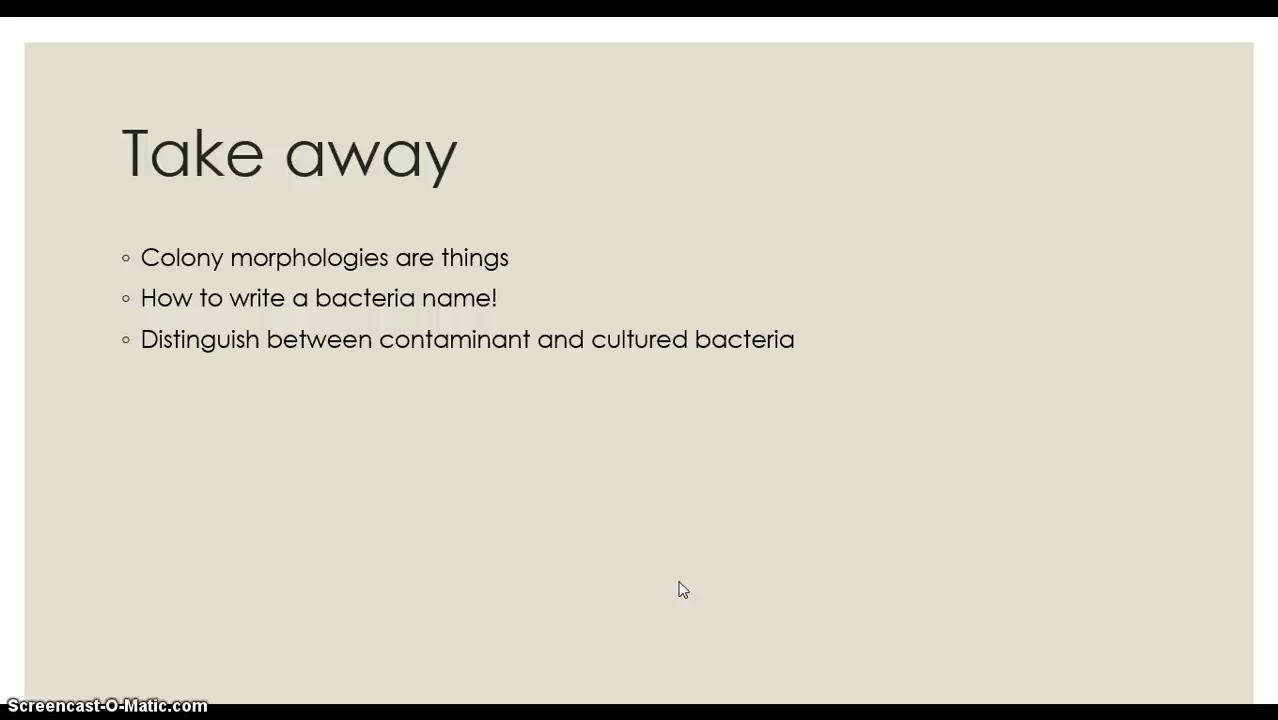 Take away
◦ Colony morphologies are things
◦ How to write a bacteria name!
◦ Distinguish between contaminant and cultured bacteria
Screencast-O-Matic.com